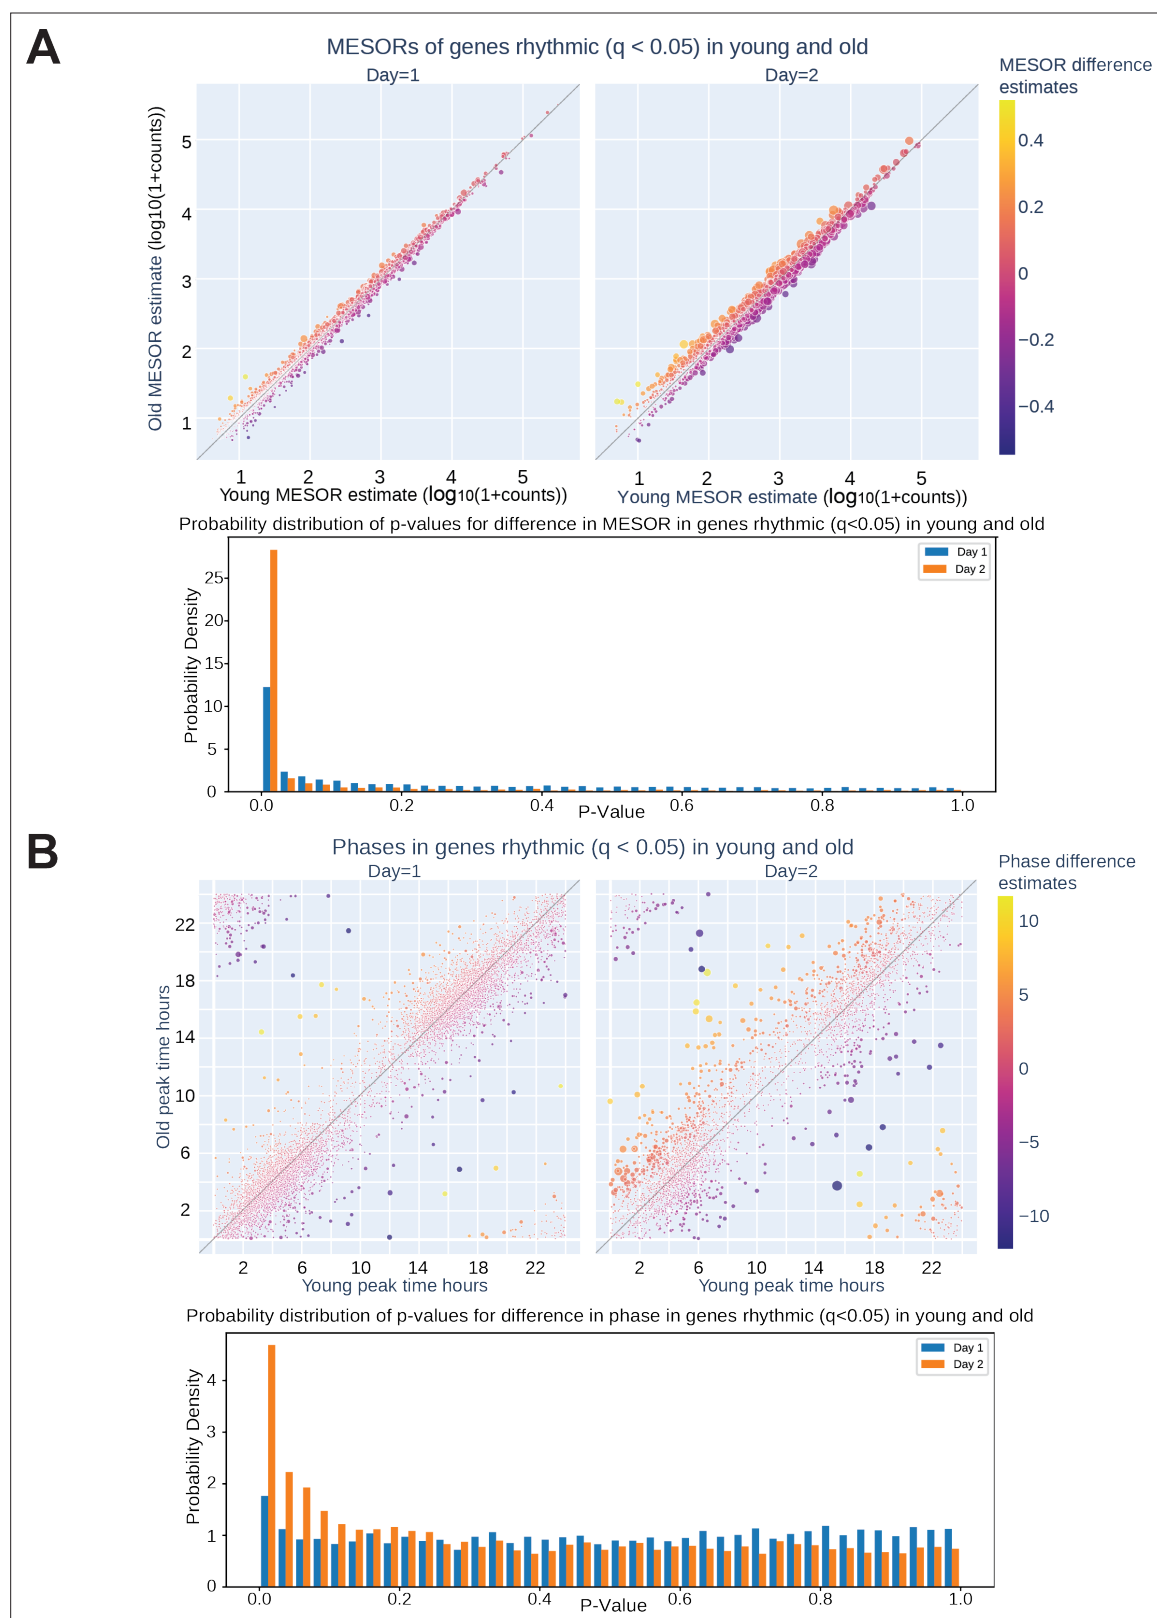 A
MESORs of genes rhythmic (q < 0.05) in young and old
Day=1
Day=2
MESOR difference
estimates
Old MESOR estimate (log10(1+counts))
5
4
3
2
1
0.4
0.2
0
−0.2
−0.4
1 2 3 4 5
1 2 3 4 5
Young MESOR estimate (log10(1+counts))
Young MESOR estimate (log10(1+counts))
Probability distribution of p-values for difference in MESOR in genes rhythmic (q<0.05) in young and old
Probability Density
25
20
15
10
5
0
Day 1
Day 2
0.0 0.2 0.4 0.6 0.8 1.0
P-Value
B
Phases in genes rhythmic (q < 0.05) in young and old
Day=1
Day=2
Phase difference
estimates
Old peak time hours
22
18
14
10
6
2
10
5
0
−5
−10
2 6 10 14 18 22
2 6 10 14 18 22
Young peak time hours
Young peak time hours
Probability distribution of p-values for difference in phase in genes rhythmic (q<0.05) in young and old
Probability Density
4
3
2
1
0
Day 1
Day 2
0.0 0.2 0.4 0.6 0.8 1.0
P-Value